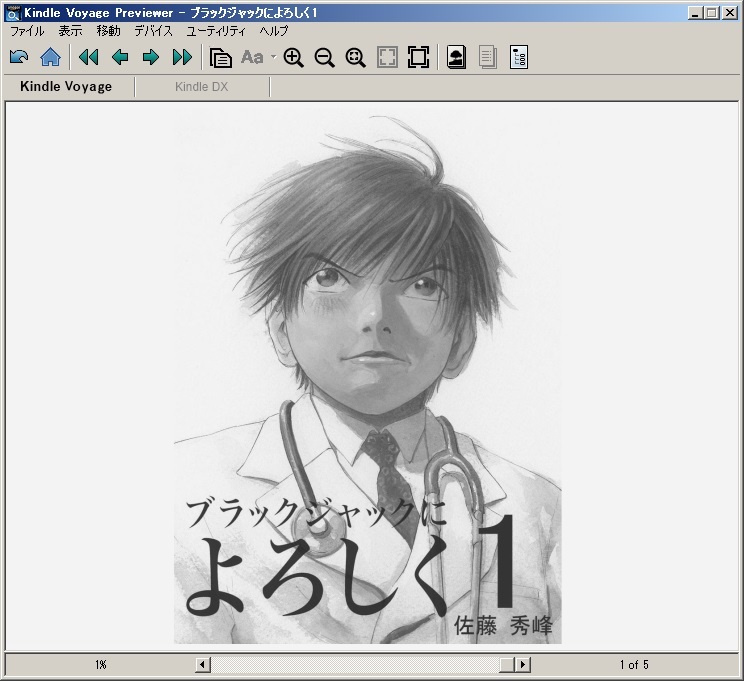 Kindle Voyage Previewer - ブラックジャックによろしく1
ファイル 表示 移動 デバイス ユーティリティ ヘルプ
Aa
Kindle Voyage Kindle DX
ブラックジャックに
よろしく1
佐藤 秀峰
1% 1 of 5